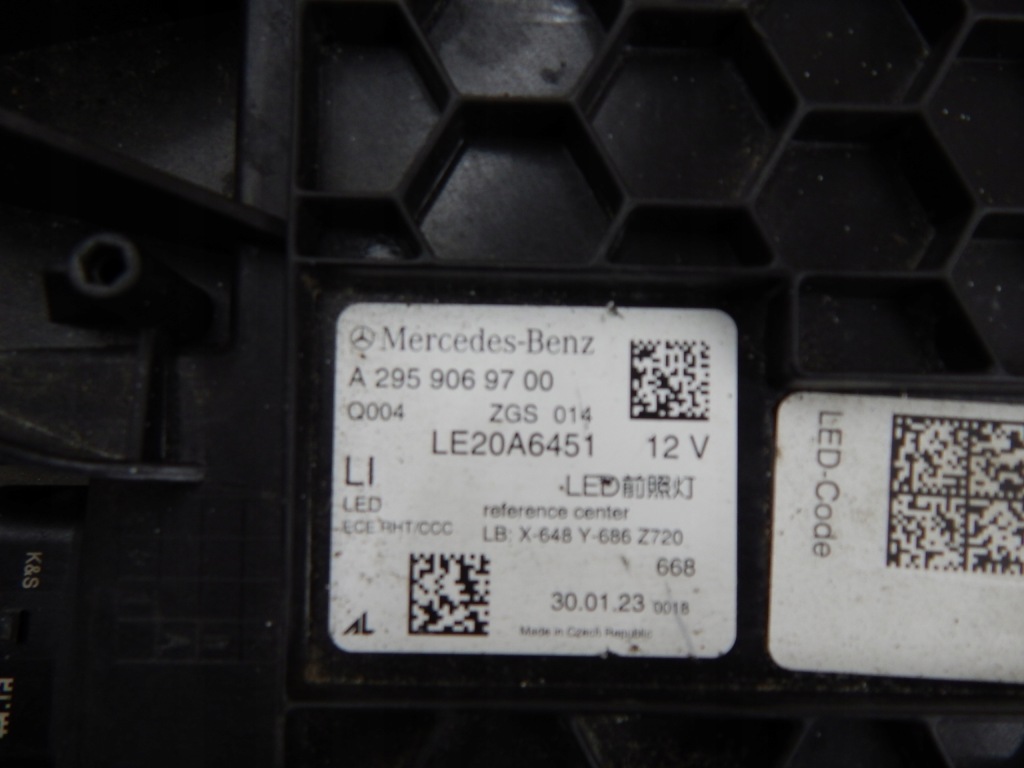 Mercedes-Benz
A 295 906 97 00
Q004 ZGS 014
LE20A6451 12 V
LI
LED前照灯
LED
reference center
ECE RHT/CCC
LB: X-648 Y-686 Z720
668
30.01.23 0018
AL
Made in Czech Republic
LED-Code
K&S